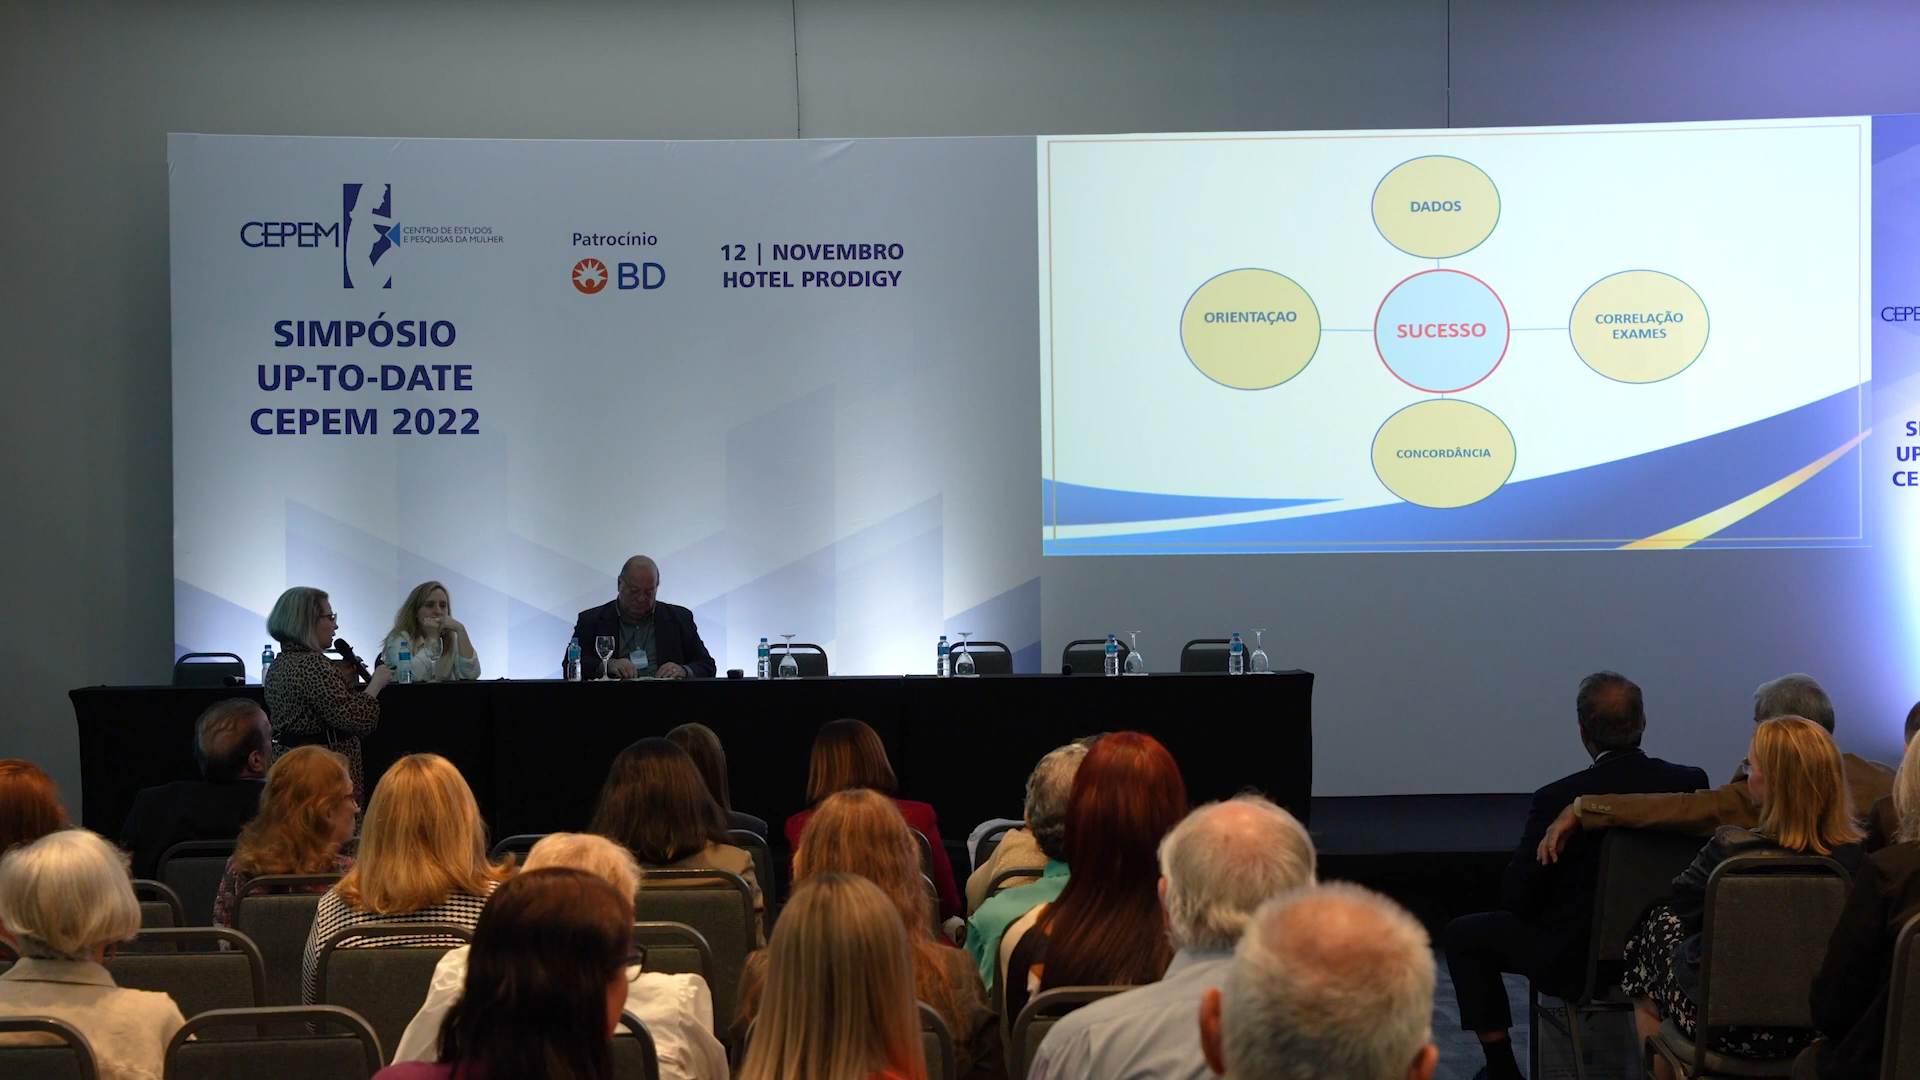 CEPEM
CENTRO DE ESTUDOS
E PESQUISAS DA MULHER
SIMPÓSIO
UP-TO-DATE
CEPEM 2022
Patrocínio
BD
12 | NOVEMBRO
HOTEL PRODIGY
DADOS
ORIENTAÇAO
SUCESSO
CORRELAÇÃO
EXAMES
CONCORDÂNCIA
CEPE
SI
UP
CE